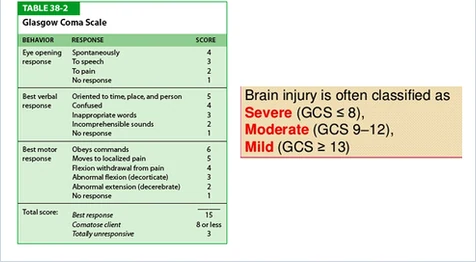 TABLE 38-2
Glasgow Coma Scale
BEHAVIOR RESPONSE SCORE
Eye opening response Spontaneously 4
To speech 3
To pain 2
No response 1
Best verbal response Oriented to time, place, and person 5
Confused 4
Inappropriate words 3
Incomprehensible sounds 2
No response 1
Best motor response Obeys commands 6
Moves to localized pain 5
Flexion withdrawal from pain 4
Abnormal flexion (decorticate) 3
Abnormal extension (decerebrate) 2
No response 1
Total score: Best response 15
Comatose client 8 or less
Totally unresponsive 3
Brain injury is often classified as
Severe (GCS ≤ 8),
Moderate (GCS 9–12),
Mild (GCS ≥ 13)